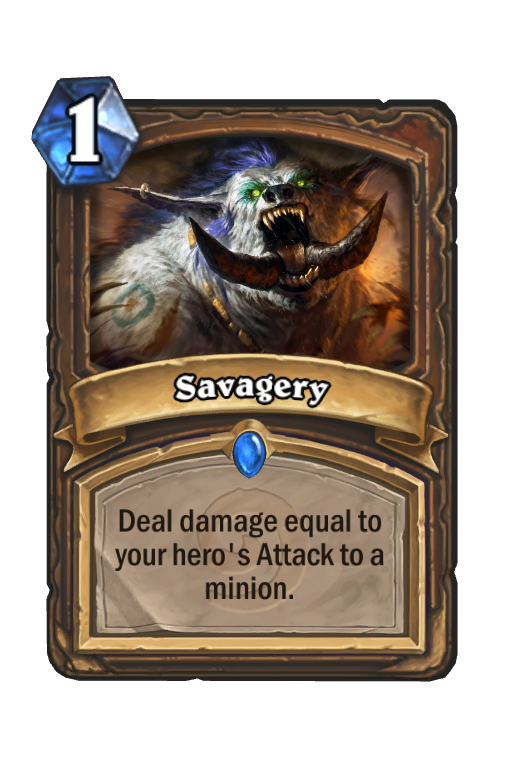 1
Savagery
Deal damage equal to
your hero's Attack to a
minion.